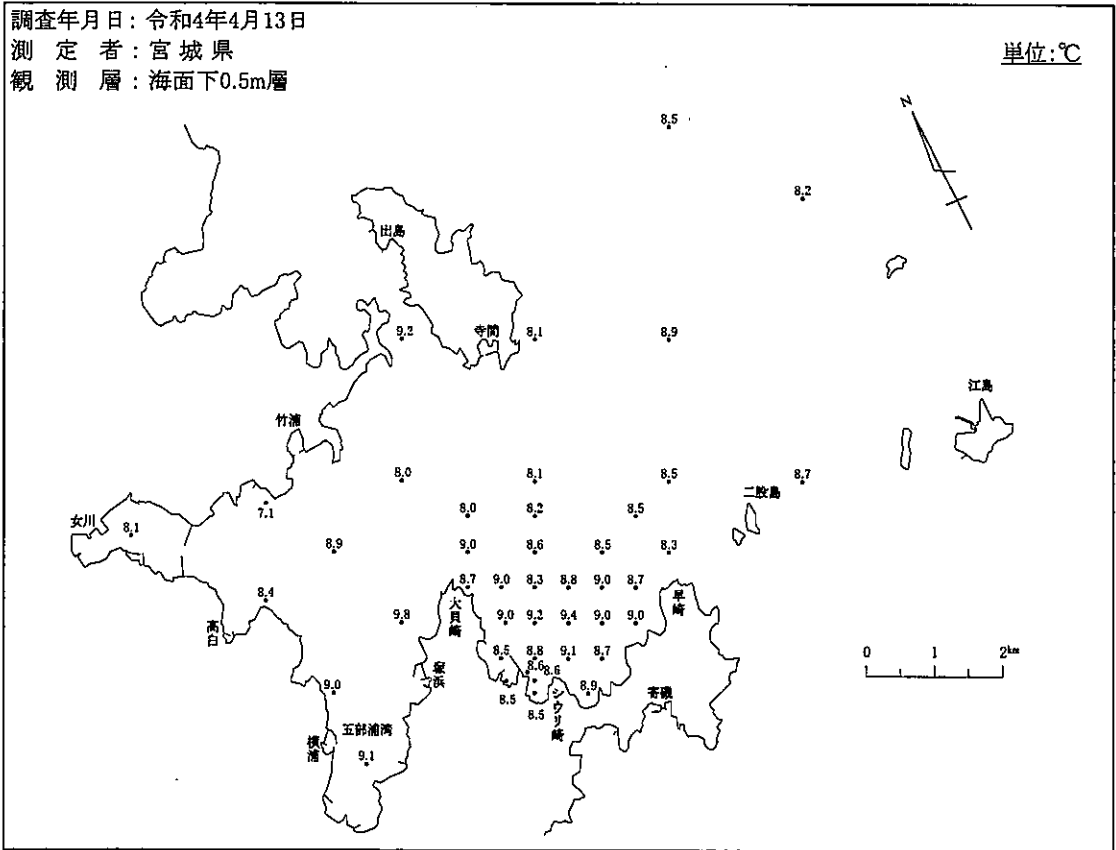 調査年月日：令和4年4月13日
測定者：宮城県
観測層：海面下0.5m層
単位：℃
N
8.5
8.2
出島
9.2
寺間
8.1
8.9
江島
竹浦
8.0
8.1
8.5
8.7
二股島
7.1
8.0
8.2
8.5
女川
8.1
8.9
9.0
8.6
8.5
8.3
8.4
8.7
9.0
8.3
8.8
9.0
8.7
早崎
大貝崎
高白
9.8
9.0
9.2
9.4
9.0
9.0
0 1 2km
8.5
8.8
9.1
8.7
塚浜
8.6
8.6
9.0
8.5
8.9
シウリ崎
寄磯
8.5
五部浦湾
横浦
9.1